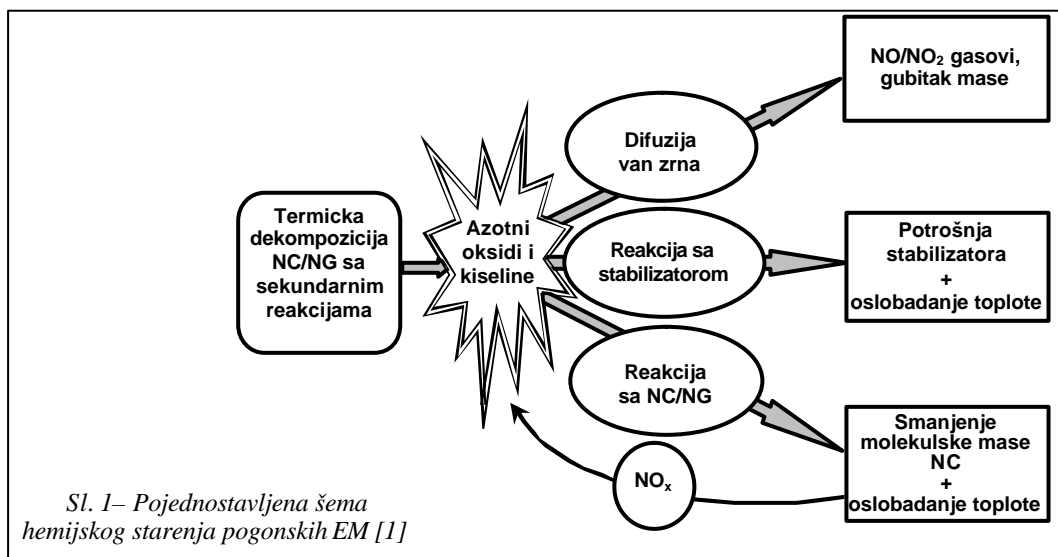 Termicka
dekompozicija
NC/NG sa
sekundarnim
reakcijama
Azotni
oksidi i
kiseline
Difuzija
van zrna
NO/NO₂ gasovi,
gubitak mase
Reakcija sa
stabilizatorom
Potrošnja
stabilizatora
+
oslobadanje toplote
Reakcija
sa NC/NG
Smanjenje
molekulske mase
NC
+
oslobadanje toplote
NOₓ
Sl. 1– Pojednostavljena šema
hemijskog starenja pogonskih EM [1]